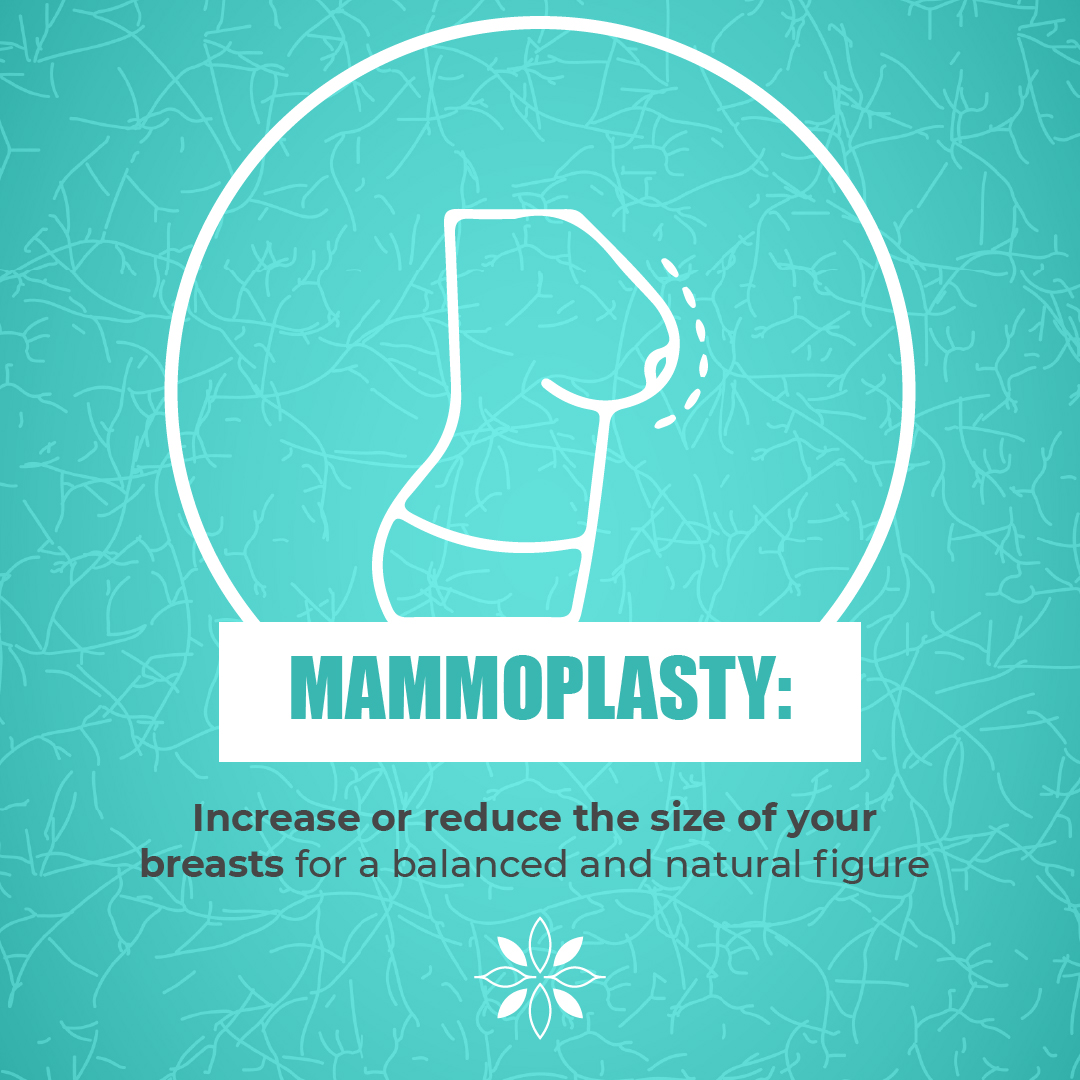 MAMMOPLASTY:
Increase or reduce the size of your
breasts for a balanced and natural figure